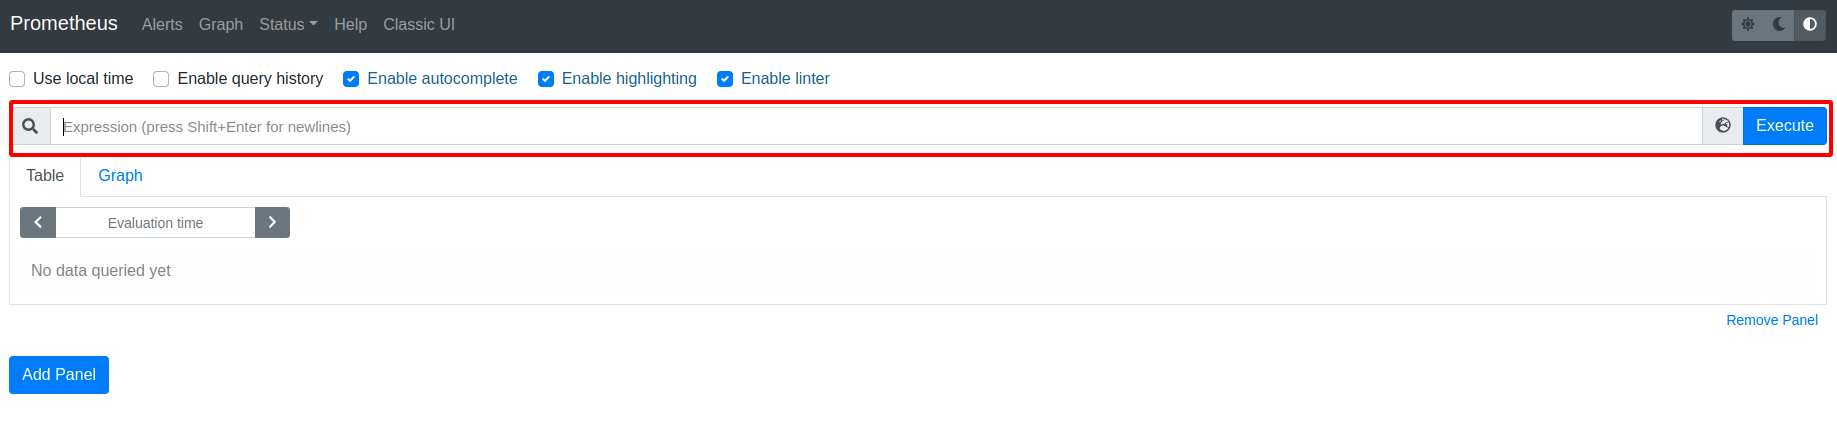 Prometheus Alerts Graph Status Help Classic UI
Use local time Enable query history Enable autocomplete Enable highlighting Enable linter
Expression (press Shift+Enter for newlines) Execute
Table Graph
Evaluation time
No data queried yet
Remove Panel
Add Panel